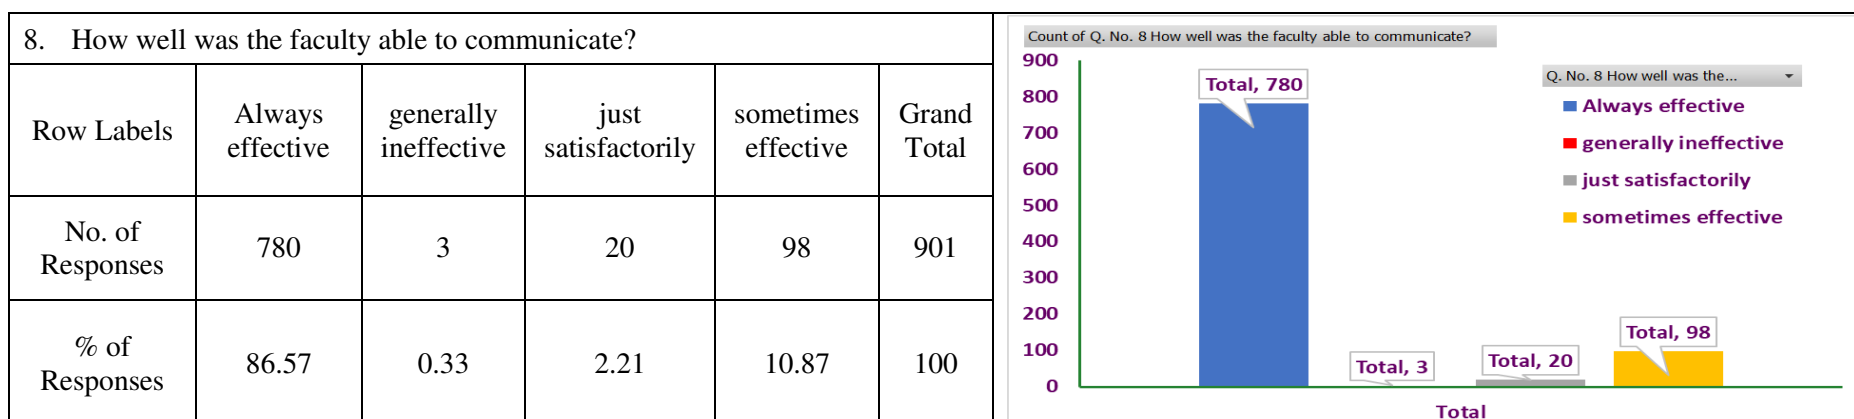 8. How well was the faculty able to communicate?
Row Labels
Always
effective
generally
ineffective
just
satisfactorily
sometimes
effective
Grand
Total
No. of
Responses
780
3
20
98
901
% of
Responses
86.57
0.33
2.21
10.87
100
Count of Q. No. 8 How well was the faculty able to communicate?
900
800
700
600
500
400
300
200
100
0
Total, 780
Total, 3
Total, 20
Total, 98
Total
Q. No. 8 How well was the...
Always effective
generally ineffective
just satisfactorily
sometimes effective